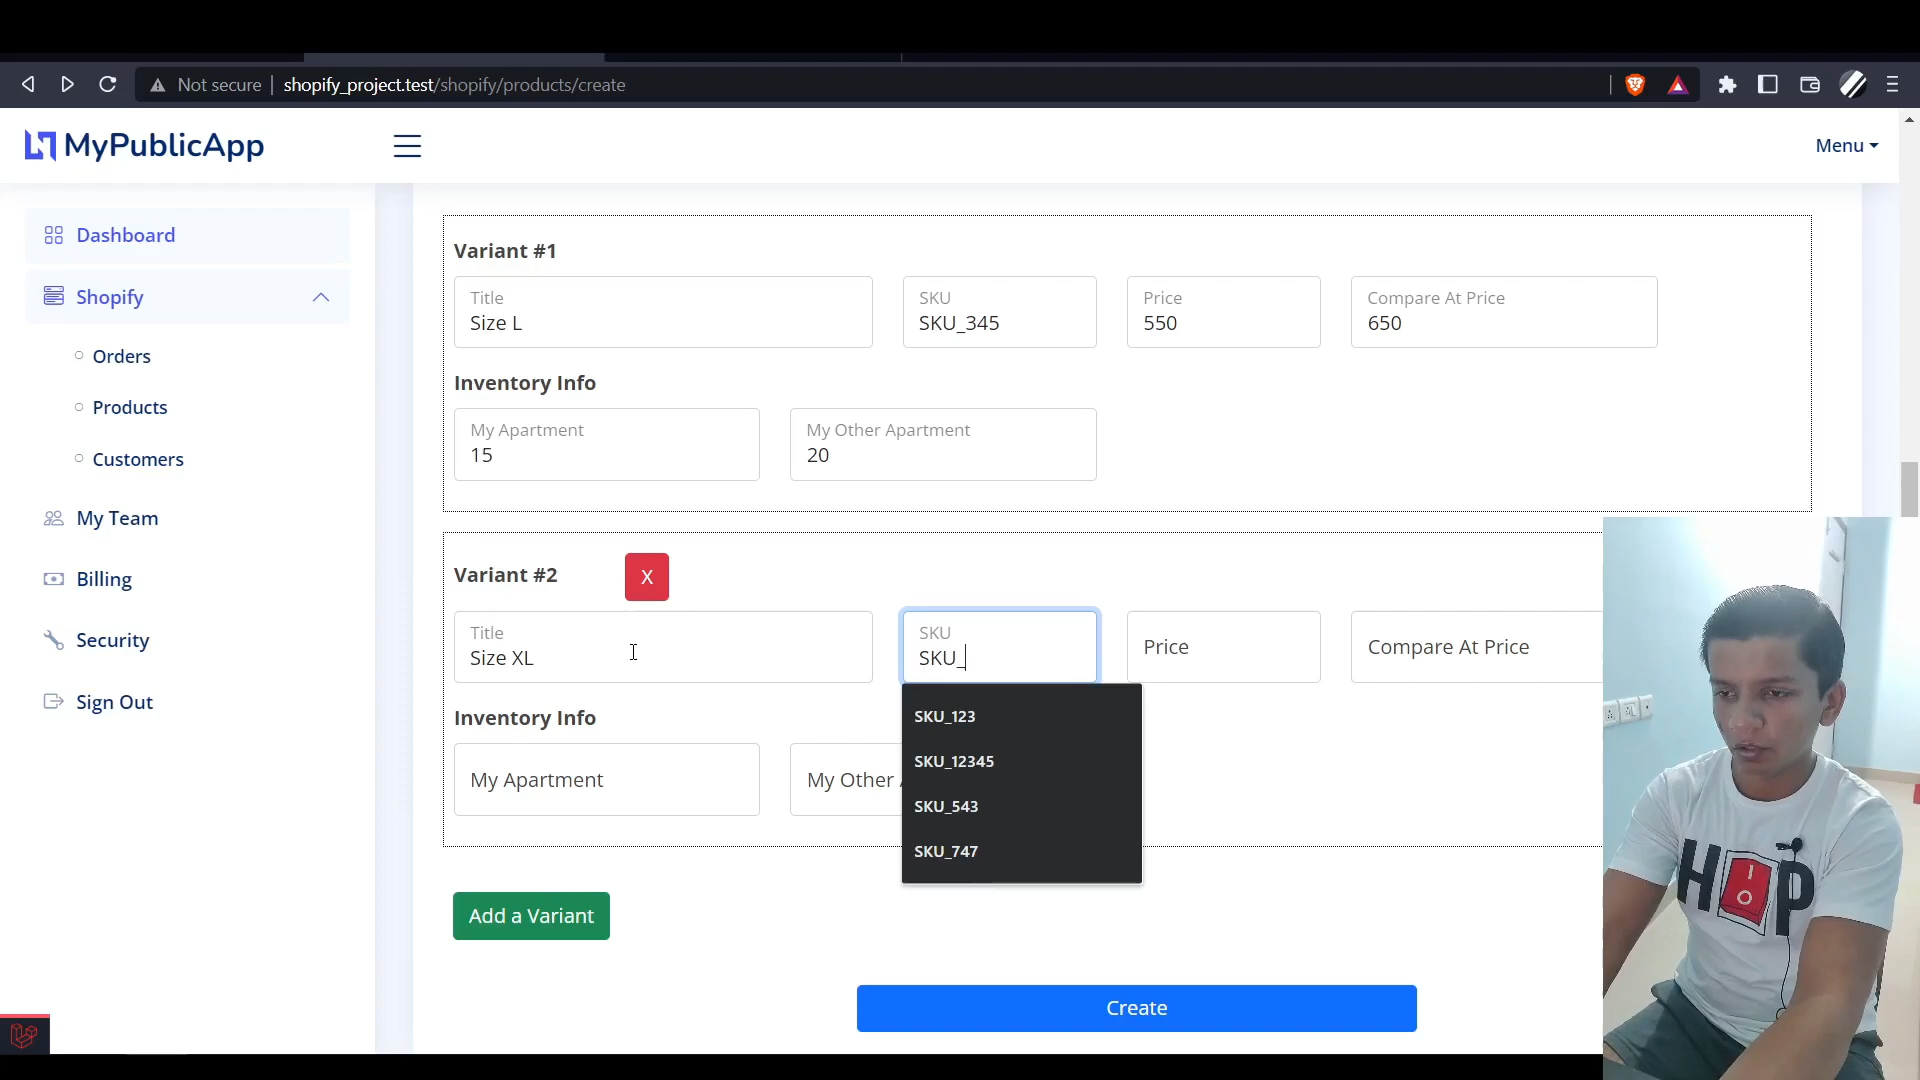 Not secure shopify_project.test/shopify/products/create
MyPublicApp
Menu
Dashboard
Shopify
Orders
Products
Customers
My Team
Billing
Security
Sign Out
Variant #1
Title
Size L
SKU
SKU_345
Price
550
Compare At Price
650
Inventory Info
My Apartment
15
My Other Apartment
20
Variant #2
X
Title
Size XL
SKU
SKU_
Price
Compare At Price
SKU_123
SKU_12345
SKU_543
SKU_747
Inventory Info
My Apartment
My Other
Add a Variant
Create
HOP